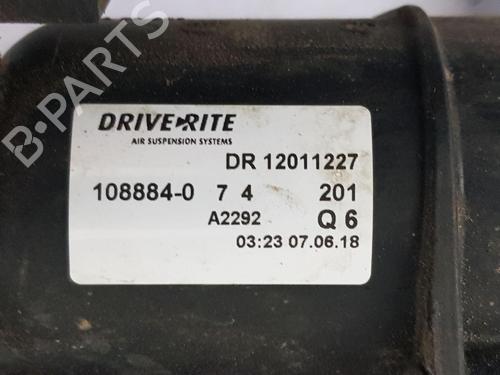 DRIVE RITE
AIR SUSPENSION SYSTEMS
DR 12011227
108884-0 7 4 201
A2292 Q 6
03:23 07.06.18
B-PARTS